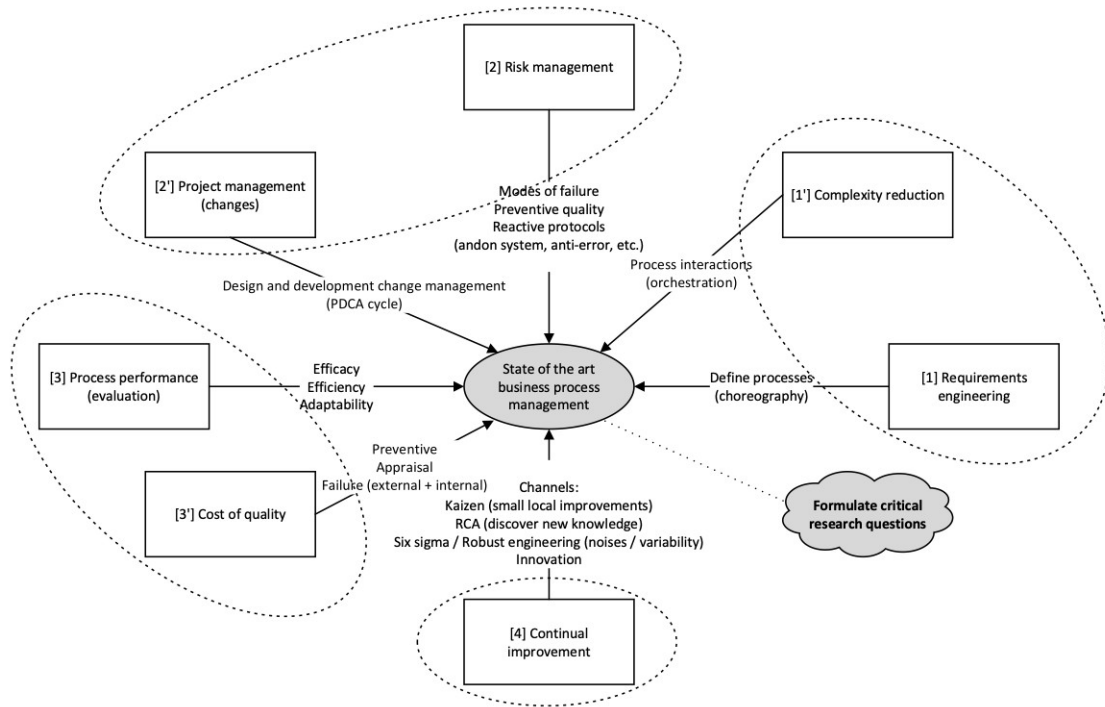 [2] Risk management
[2'] Project management
(changes)
[1'] Complexity reduction
Modes of failure
Preventive quality
Reactive protocols
(andon system, anti-error, etc.)
Process interactions
(orchestration)
Design and development change management
(PDCA cycle)
[3] Process performance
(evaluation)
Efficacy
Efficiency
Adaptability
State of the art
business process
management
Define processes
(choreography)
[1] Requirements
engineering
Preventive
Appraisal
Failure (external + internal)
[3'] Cost of quality
Channels:
Kaizen (small local improvements)
RCA (discover new knowledge)
Six sigma / Robust engineering (noises / variability)
Innovation
Formulate critical
research questions
[4] Continual
improvement